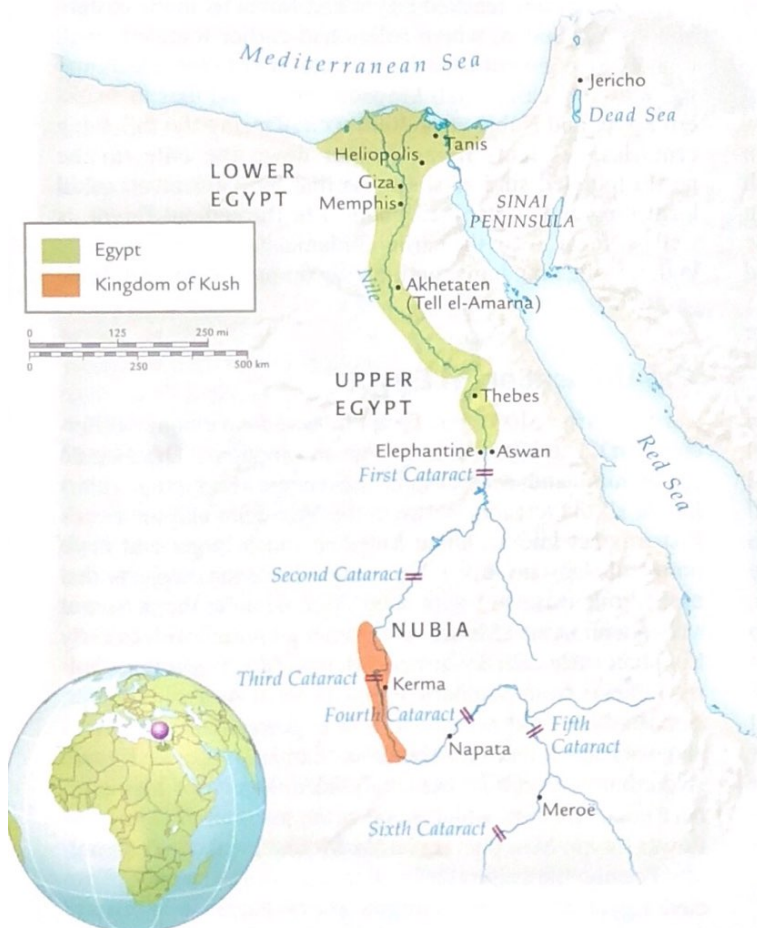 Mediterranean Sea
Jericho
Dead Sea
Tanis
Heliopolis
LOWER
EGYPT
Giza
Memphis
SINAI
PENINSULA
Egypt
Kingdom of Kush
Nile
Akhetaten
(Tell el-Amarna)
0 125 250 mi
0 250 500 km
UPPER
EGYPT
Thebes
Elephantine
Aswan
First Cataract
Red Sea
Second Cataract
NUBIA
Third Cataract
Kerma
Fourth Cataract
Fifth
Cataract
Napata
Meroe
Sixth Cataract